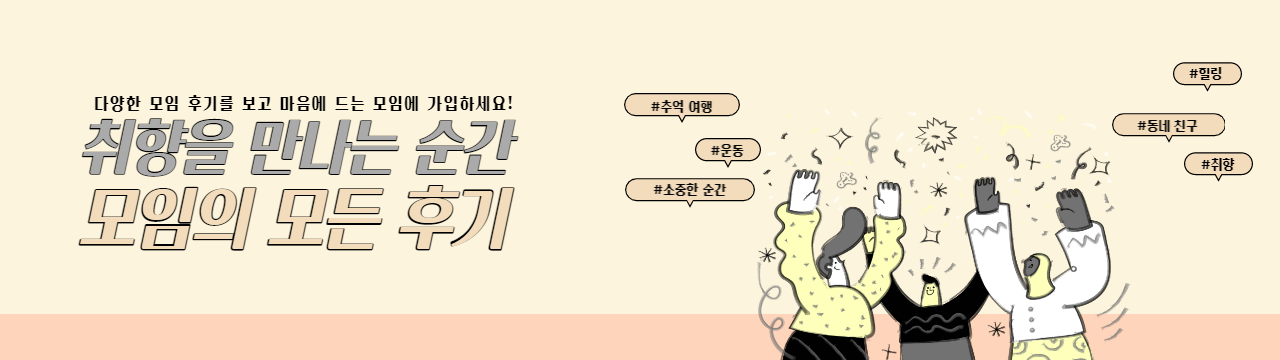 다양한 모임 후기를 보고 마음에 드는 모임에 가입하세요!
취향을 만나는 순간
모임의 모든 후기
#추억 여행
#운동
#소중한 순간
#힐링
#동네 친구
#취향